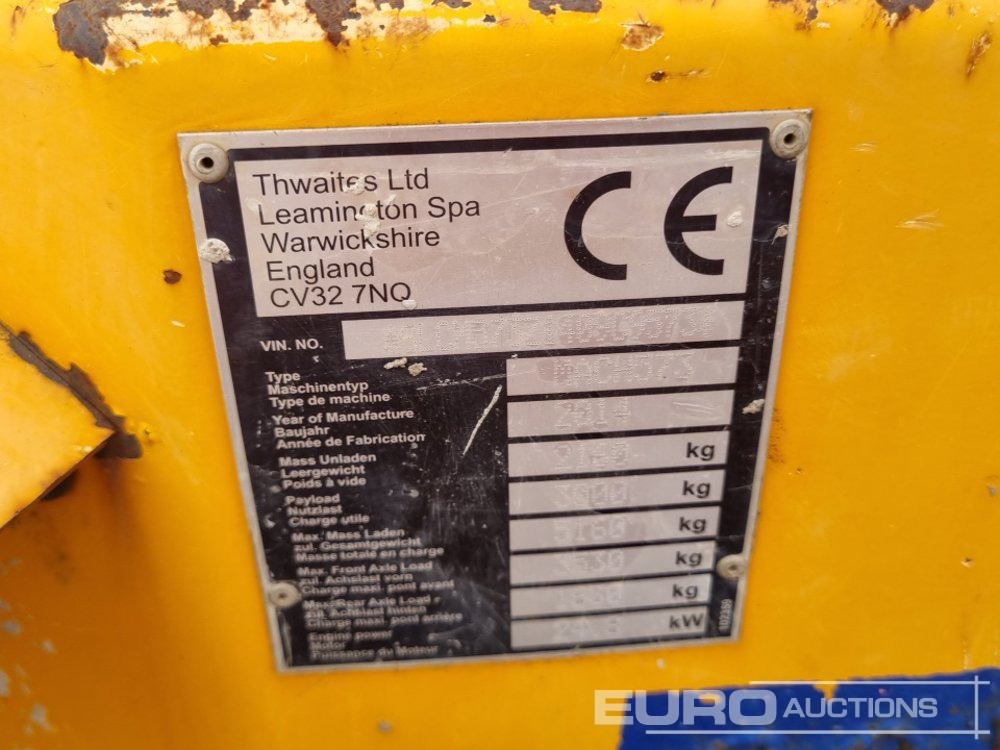 Thwaites Ltd
Leamington Spa
Warwickshire
England
CV32 7NQ
CE
VIN. NO.
Type
Maschinentyp
Type de machine
Year of Manufacture
Baujahr
Année de Fabrication
Mass Unladen
Leergewicht
Poids à vide
kg
Payload
Nutzlast
Charge utile
3000 kg
Max. Mass Laden
zul. Gesamtgewicht
Masse totale en charge
kg
Max. Front Axle Load
zul. Achslast vorn
Charge maxi. pont avant
kg
Max. Rear Axle Load
zul. Achslast hinten
Charge maxi. pont arrière
kg
Engine power
Motor
Puissance du Moteur
kW
EURO AUCTIONS